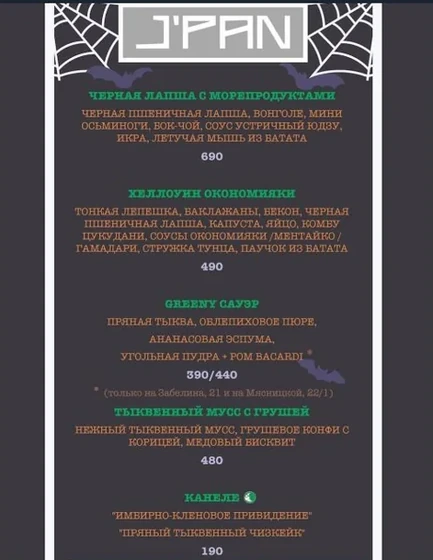 J'PAN
ЧЕРНАЯ ЛАПША С МОРЕПРОДУКТАМИ
ЧЕРНАЯ ПШЕНИЧНАЯ ЛАПША, ВОНГОЛЕ, МИНИ
ОСЬМИНОГИ, БОК-ЧОЙ, СОУС УСТРИЧНЫЙ ЮДЗУ,
ИКРА, ЛЕТУЧАЯ МЫШЬ ИЗ БАТАТА
690
ХЕЛЛОУИН ОКОНОМИЯКИ
ТОНКАЯ ЛЕПЕШКА, БАКЛАЖАНЫ, БЕКОН, ЧЕРНАЯ
ПШЕНИЧНАЯ ЛАПША, КАПУСТА, ЯЙЦО, КОМБУ
ЦУКУДАНИ, СОУСЫ ОКОНОМИЯКИ /МЕНТАЙКО /
ГАМАДАРИ, СТРУЖКА ТУНЦА, ПАУЧОК ИЗ БАТАТА
490
GREENY САУЭР
ПРЯНАЯ ТЫКВА, ОБЛЕПИХОВОЕ ПЮРЕ,
АНАНАСОВАЯ ЭСПУМА,
УГОЛЬНАЯ ПУДРА + РОМ BACARDI *
390/440
* (только на Забелина, 21 и на Мясницкой, 22/1)
ТЫКВЕННЫЙ МУСС С ГРУШЕЙ
НЕЖНЫЙ ТЫКВЕННЫЙ МУСС, ГРУШЕВОЕ КОНФИ С
КОРИЦЕЙ, МЕДОВЫЙ БИСКВИТ
480
КАНЕЛЕ
"ИМБИРНО-КЛЕНОВОЕ ПРИВИДЕНИЕ"
"ПРЯНЫЙ ТЫКВЕННЫЙ ЧИЗКЕЙК"
190